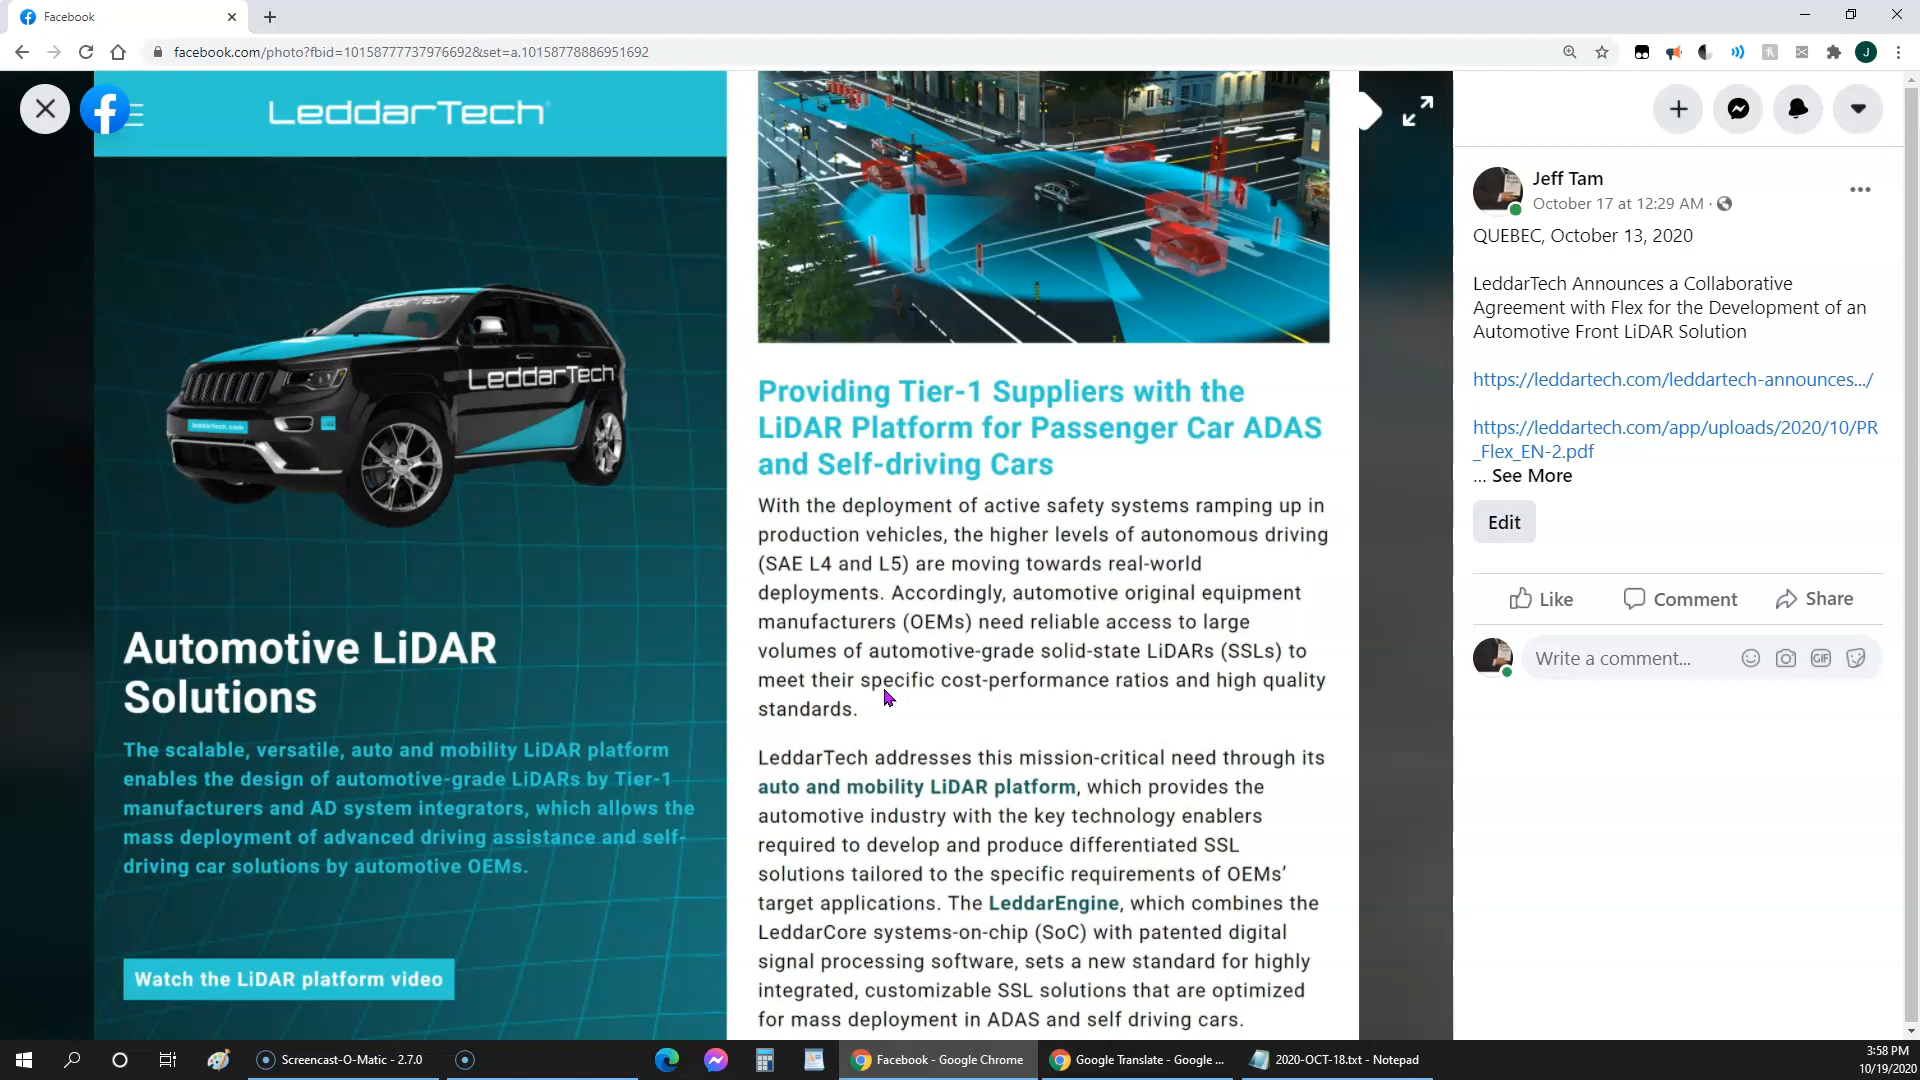 Facebook
facebook.com/photo?fbid=10158777737976692&set=a.10158778886951692
J
LeddarTech
LeddarTech
LeddarTech
leddartech.com
Automotive LiDAR
Solutions
The scalable, versatile, auto and mobility LiDAR platform
enables the design of automotive-grade LiDARs by Tier-1
manufacturers and AD system integrators, which allows the
mass deployment of advanced driving assistance and self-
driving car solutions by automotive OEMs.
Watch the LiDAR platform video
Providing Tier-1 Suppliers with the
LiDAR Platform for Passenger Car ADAS
and Self-driving Cars
With the deployment of active safety systems ramping up in
production vehicles, the higher levels of autonomous driving
(SAE L4 and L5) are moving towards real-world
deployments. Accordingly, automotive original equipment
manufacturers (OEMs) need reliable access to large
volumes of automotive-grade solid-state LiDARs (SSLs) to
meet their specific cost-performance ratios and high quality
standards.
LeddarTech addresses this mission-critical need through its
auto and mobility LiDAR platform, which provides the
automotive industry with the key technology enablers
required to develop and produce differentiated SSL
solutions tailored to the specific requirements of OEMs'
target applications. The LeddarEngine, which combines the
LeddarCore systems-on-chip (SoC) with patented digital
signal processing software, sets a new standard for highly
integrated, customizable SSL solutions that are optimized
for mass deployment in ADAS and self driving cars.
Jeff Tam
October 17 at 12:29 AM ·
QUEBEC, October 13, 2020
LeddarTech Announces a Collaborative
Agreement with Flex for the Development of an
Automotive Front LiDAR Solution
https://leddartech.com/leddartech-announces.../
https://leddartech.com/app/uploads/2020/10/PR
_Flex_EN-2.pdf
... See More
Edit
Like Comment Share
Write a comment...
GIF
Screencast-O-Matic - 2.7.0
Facebook - Google Chrome
Google Translate - Google ...
2020-OCT-18.txt - Notepad
3:58 PM
10/19/2020